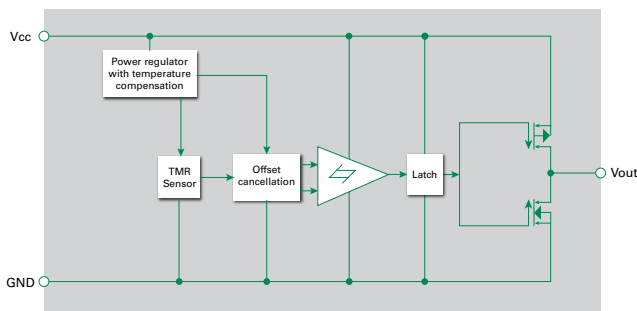 Vcc
Power regulator
with temperature
compensation
TMR
Sensor
Offset
cancellation
Latch
Vout
GND